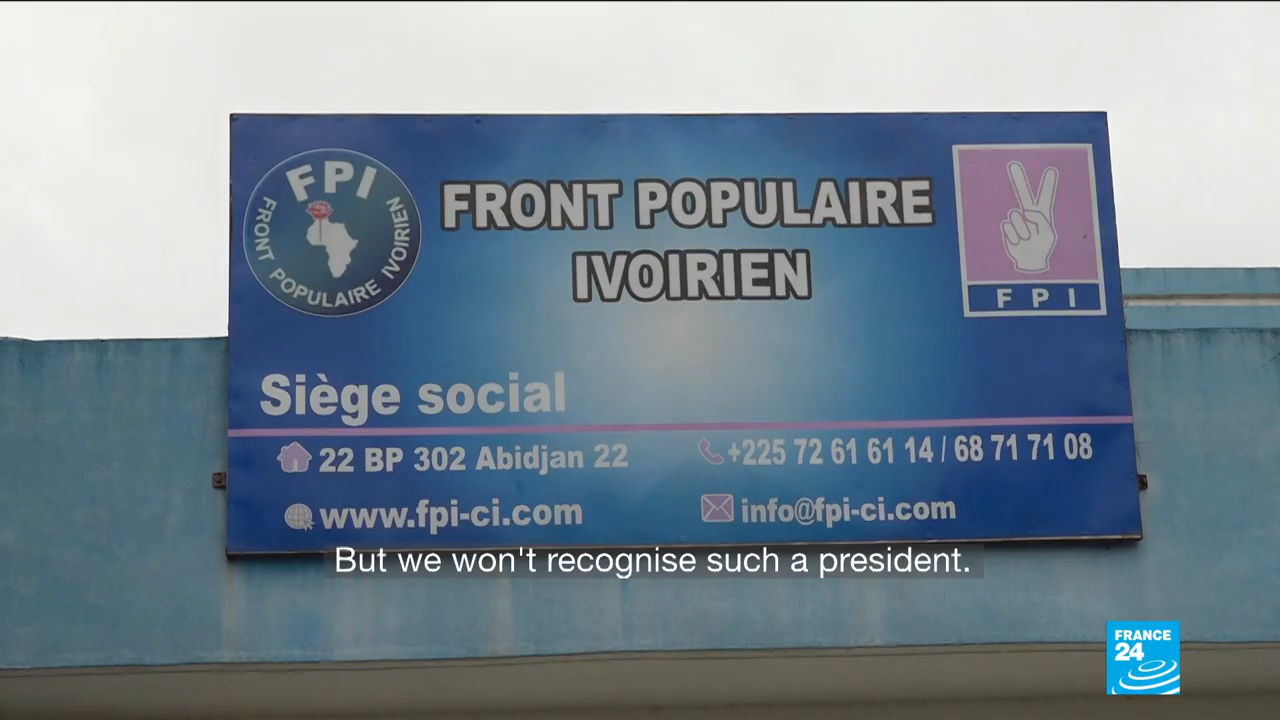 FPI
FRONT POPULAIRE IVOIRIEN
FRONT POPULAIRE
IVOIRIEN
FPI
Siège social
22 BP 302 Abidjan 22
+225 72 61 61 14 / 68 71 71 08
www.fpi-ci.com
info@fpi-ci.com
But we won't recognise such a president.
FRANCE
24